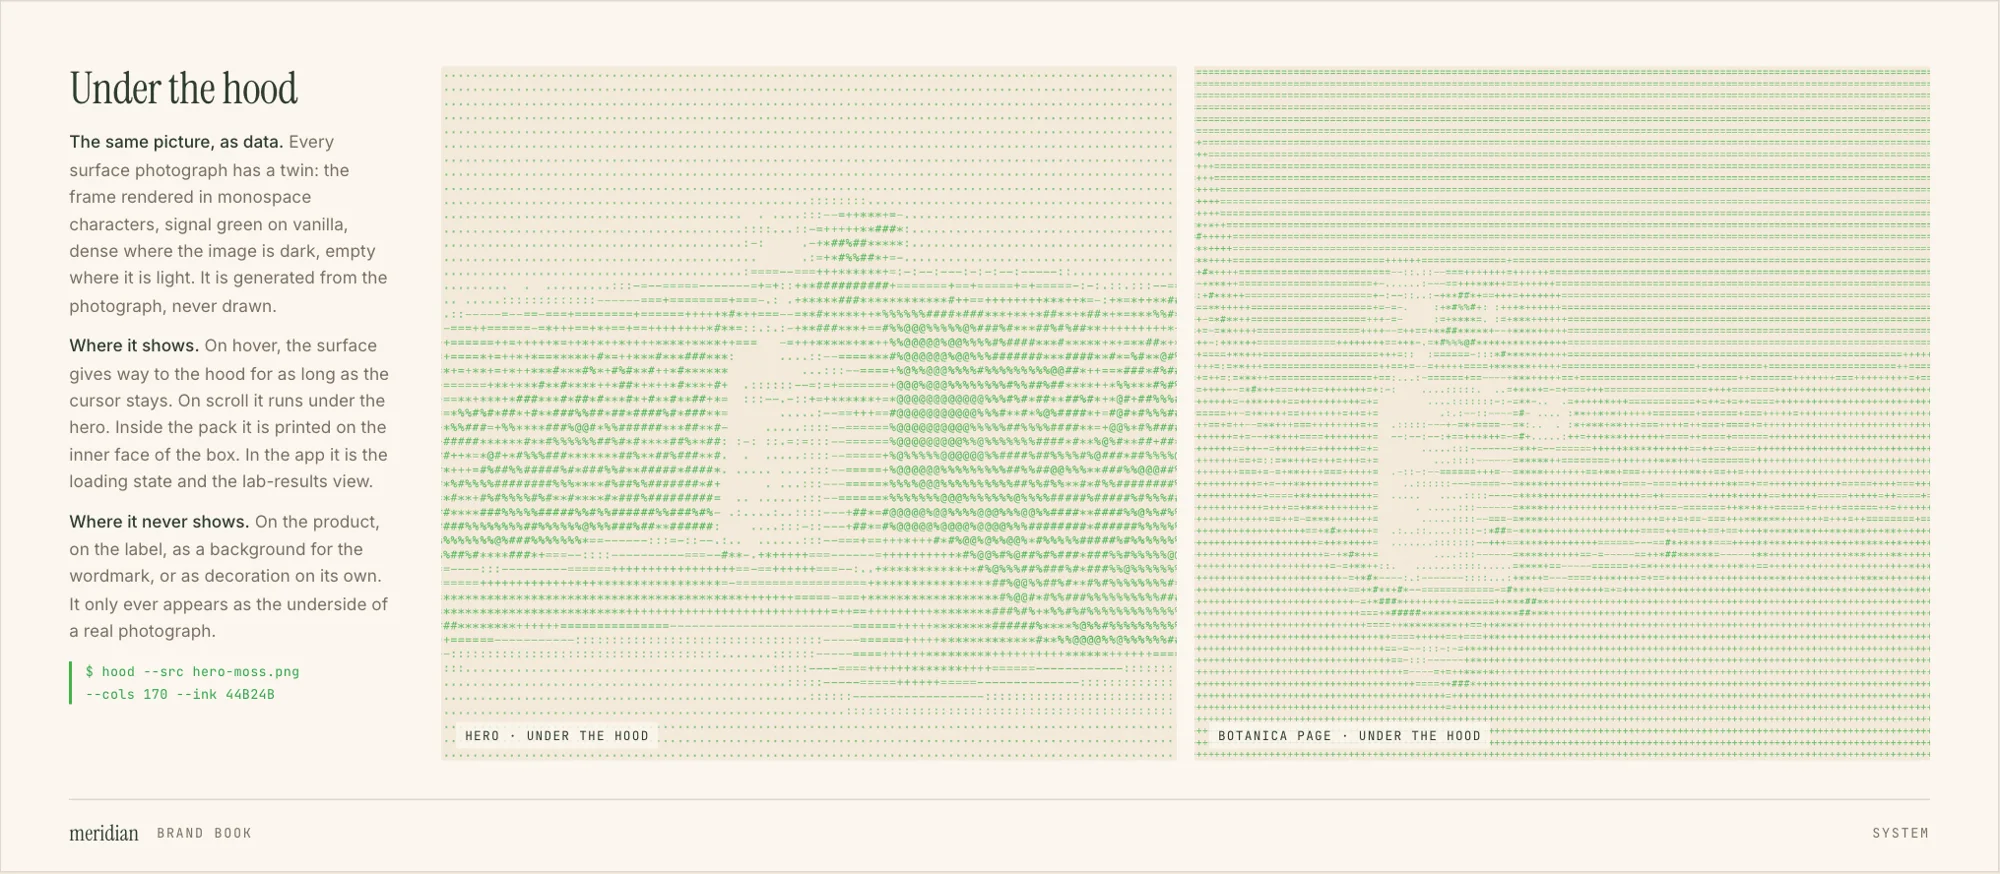 Under the hood
The same picture, as data. Every
surface photograph has a twin: the
frame rendered in monospace
characters, signal green on vanilla,
dense where the image is dark, empty
where it is light. It is generated from the
photograph, never drawn.
Where it shows. On hover, the surface
gives way to the hood for as long as the
cursor stays. On scroll it runs under the
hero. Inside the pack it is printed on the
inner face of the box. In the app it is the
loading state and the lab-results view.
Where it never shows. On the product,
on the label, as a background for the
wordmark, or as decoration on its own.
It only ever appears as the underside of
a real photograph.
$ hood --src hero-moss.png
--cols 170 --ink 44B24B
HERO · UNDER THE HOOD
BOTANICA PAGE · UNDER THE HOOD
meridian BRAND BOOK
SYSTEM